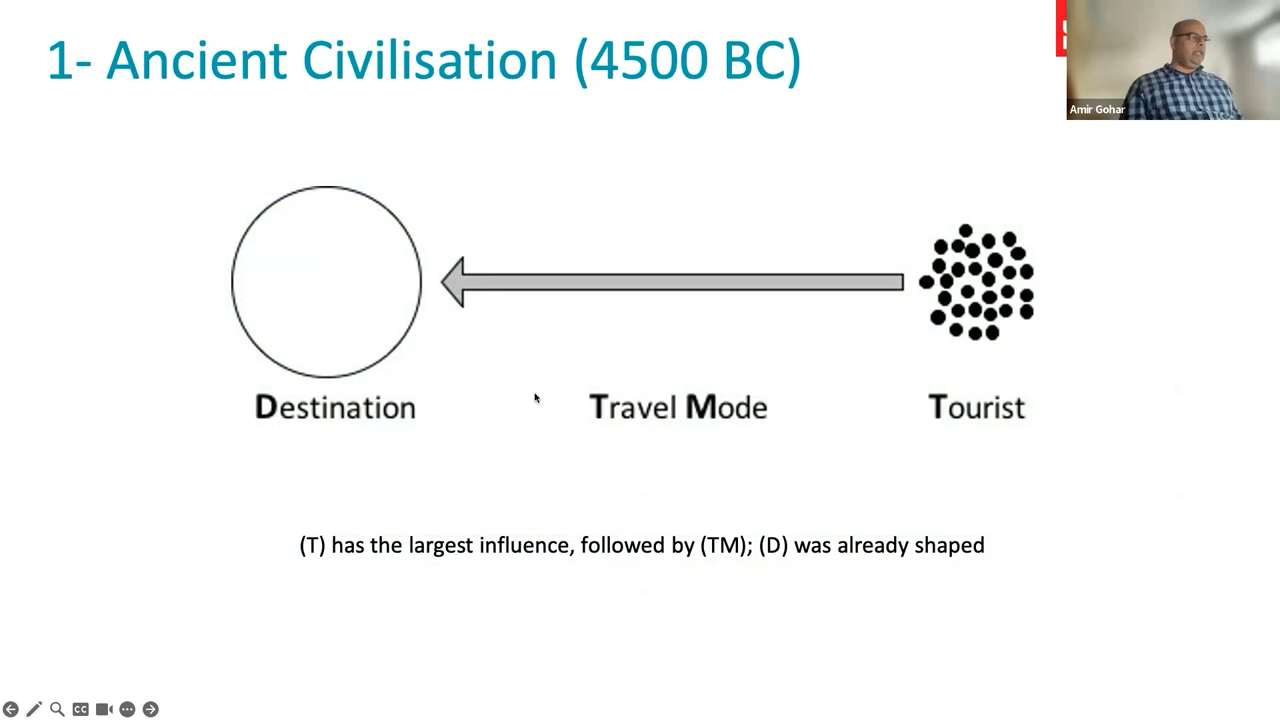 1- Ancient Civilisation (4500 BC)
Amir Gohar
Destination
Travel Mode
Tourist
(T) has the largest influence, followed by (TM); (D) was already shaped
CC